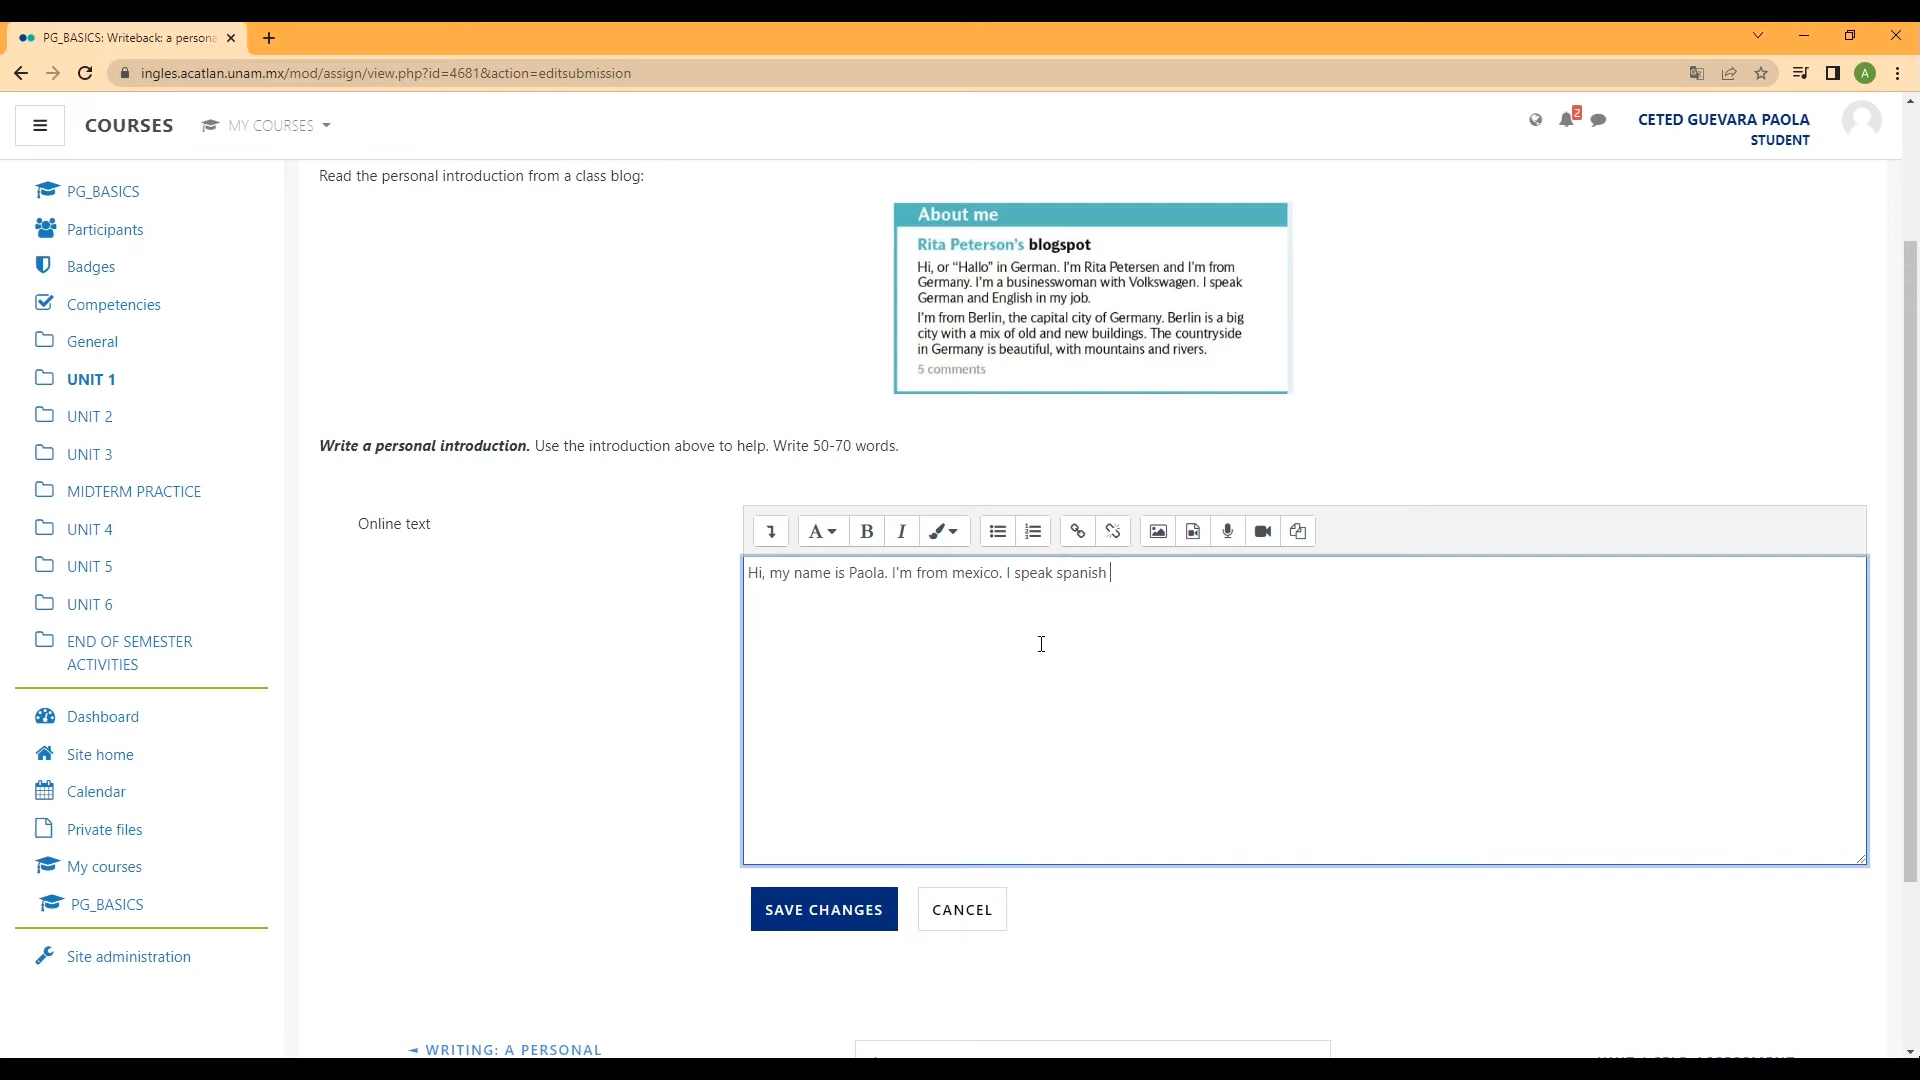 PG_BASICS: Writeback: a persona
ingles.acatlan.unam.mx/mod/assign/view.php?id=4681&action=editsubmission
A
COURSES
MY COURSES
2
CETED GUEVARA PAOLA
STUDENT
PG_BASICS
Participants
Badges
Competencies
General
UNIT 1
UNIT 2
UNIT 3
MIDTERM PRACTICE
UNIT 4
UNIT 5
UNIT 6
END OF SEMESTER
ACTIVITIES
Dashboard
Site home
Calendar
Private files
My courses
PG_BASICS
Site administration
Read the personal introduction from a class blog:
About me
Rita Peterson's blogspot
Hi, or “Hallo” in German. I'm Rita Petersen and I'm from
Germany. I'm a businesswoman with Volkswagen. I speak
German and English in my job.
I'm from Berlin, the capital city of Germany. Berlin is a big
city with a mix of old and new buildings. The countryside
in Germany is beautiful, with mountains and rivers.
5 comments
Write a personal introduction. Use the introduction above to help. Write 50-70 words.
Online text
A B I
Hi, my name is Paola. I'm from mexico. I speak spanish
SAVE CHANGES
CANCEL
◄ WRITING: A PERSONAL